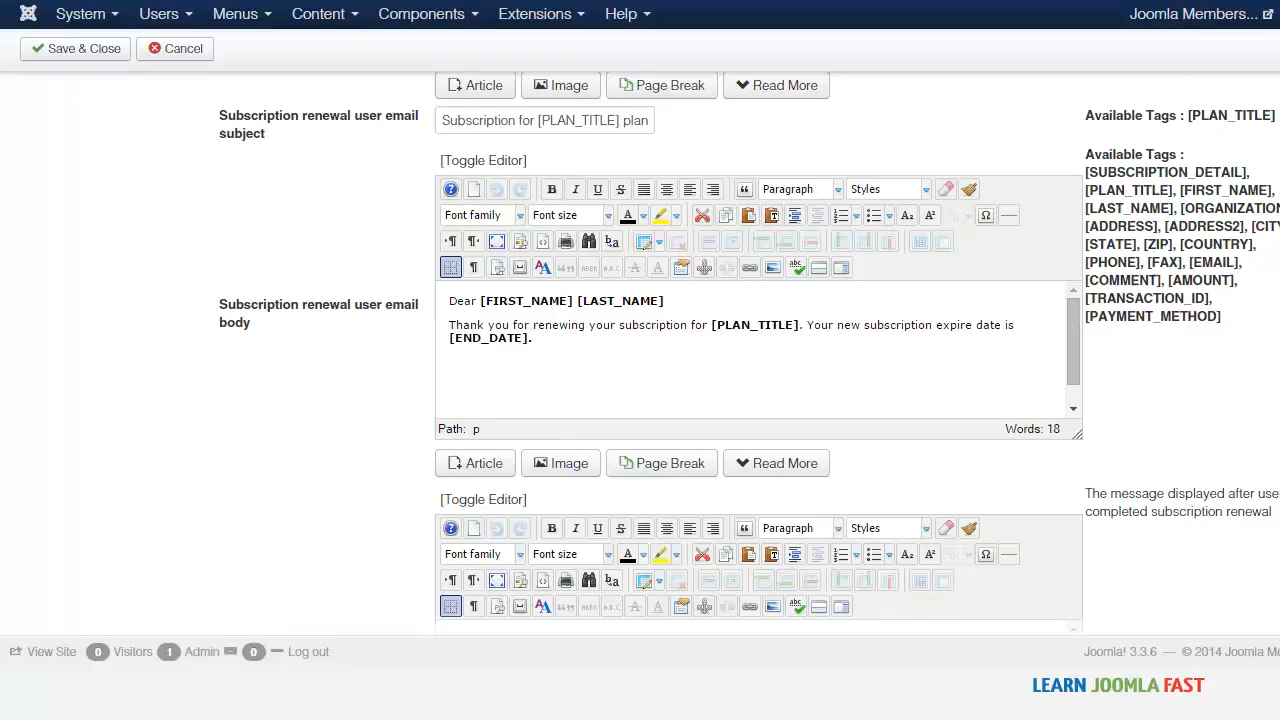 System Users Menus Content Components Extensions Help Joomla Members...
Save & Close Cancel
Article Image Page Break Read More
Subscription renewal user email subject
Subscription for [PLAN_TITLE] plan
Available Tags : [PLAN_TITLE]
[Toggle Editor]
Available Tags :
[SUBSCRIPTION_DETAIL],
[PLAN_TITLE], [FIRST_NAME],
[LAST_NAME], [ORGANIZATION
[ADDRESS], [ADDRESS2], [CITY
[STATE], [ZIP], [COUNTRY],
[PHONE], [FAX], [EMAIL],
[COMMENT], [AMOUNT],
[TRANSACTION_ID],
[PAYMENT_METHOD]
Paragraph Styles
Font family Font size
Subscription renewal user email
body
Dear [FIRST_NAME] [LAST_NAME]
Thank you for renewing your subscription for [PLAN_TITLE]. Your new subscription expire date is
[END_DATE].
Path: p Words: 18
Article Image Page Break Read More
[Toggle Editor]
The message displayed after use
completed subscription renewal
Paragraph Styles
Font family Font size
View Site 0 Visitors 1 Admin 0 Log out
Joomla! 3.3.6 — © 2014 Joomla Me
LEARN JOOMLA FAST